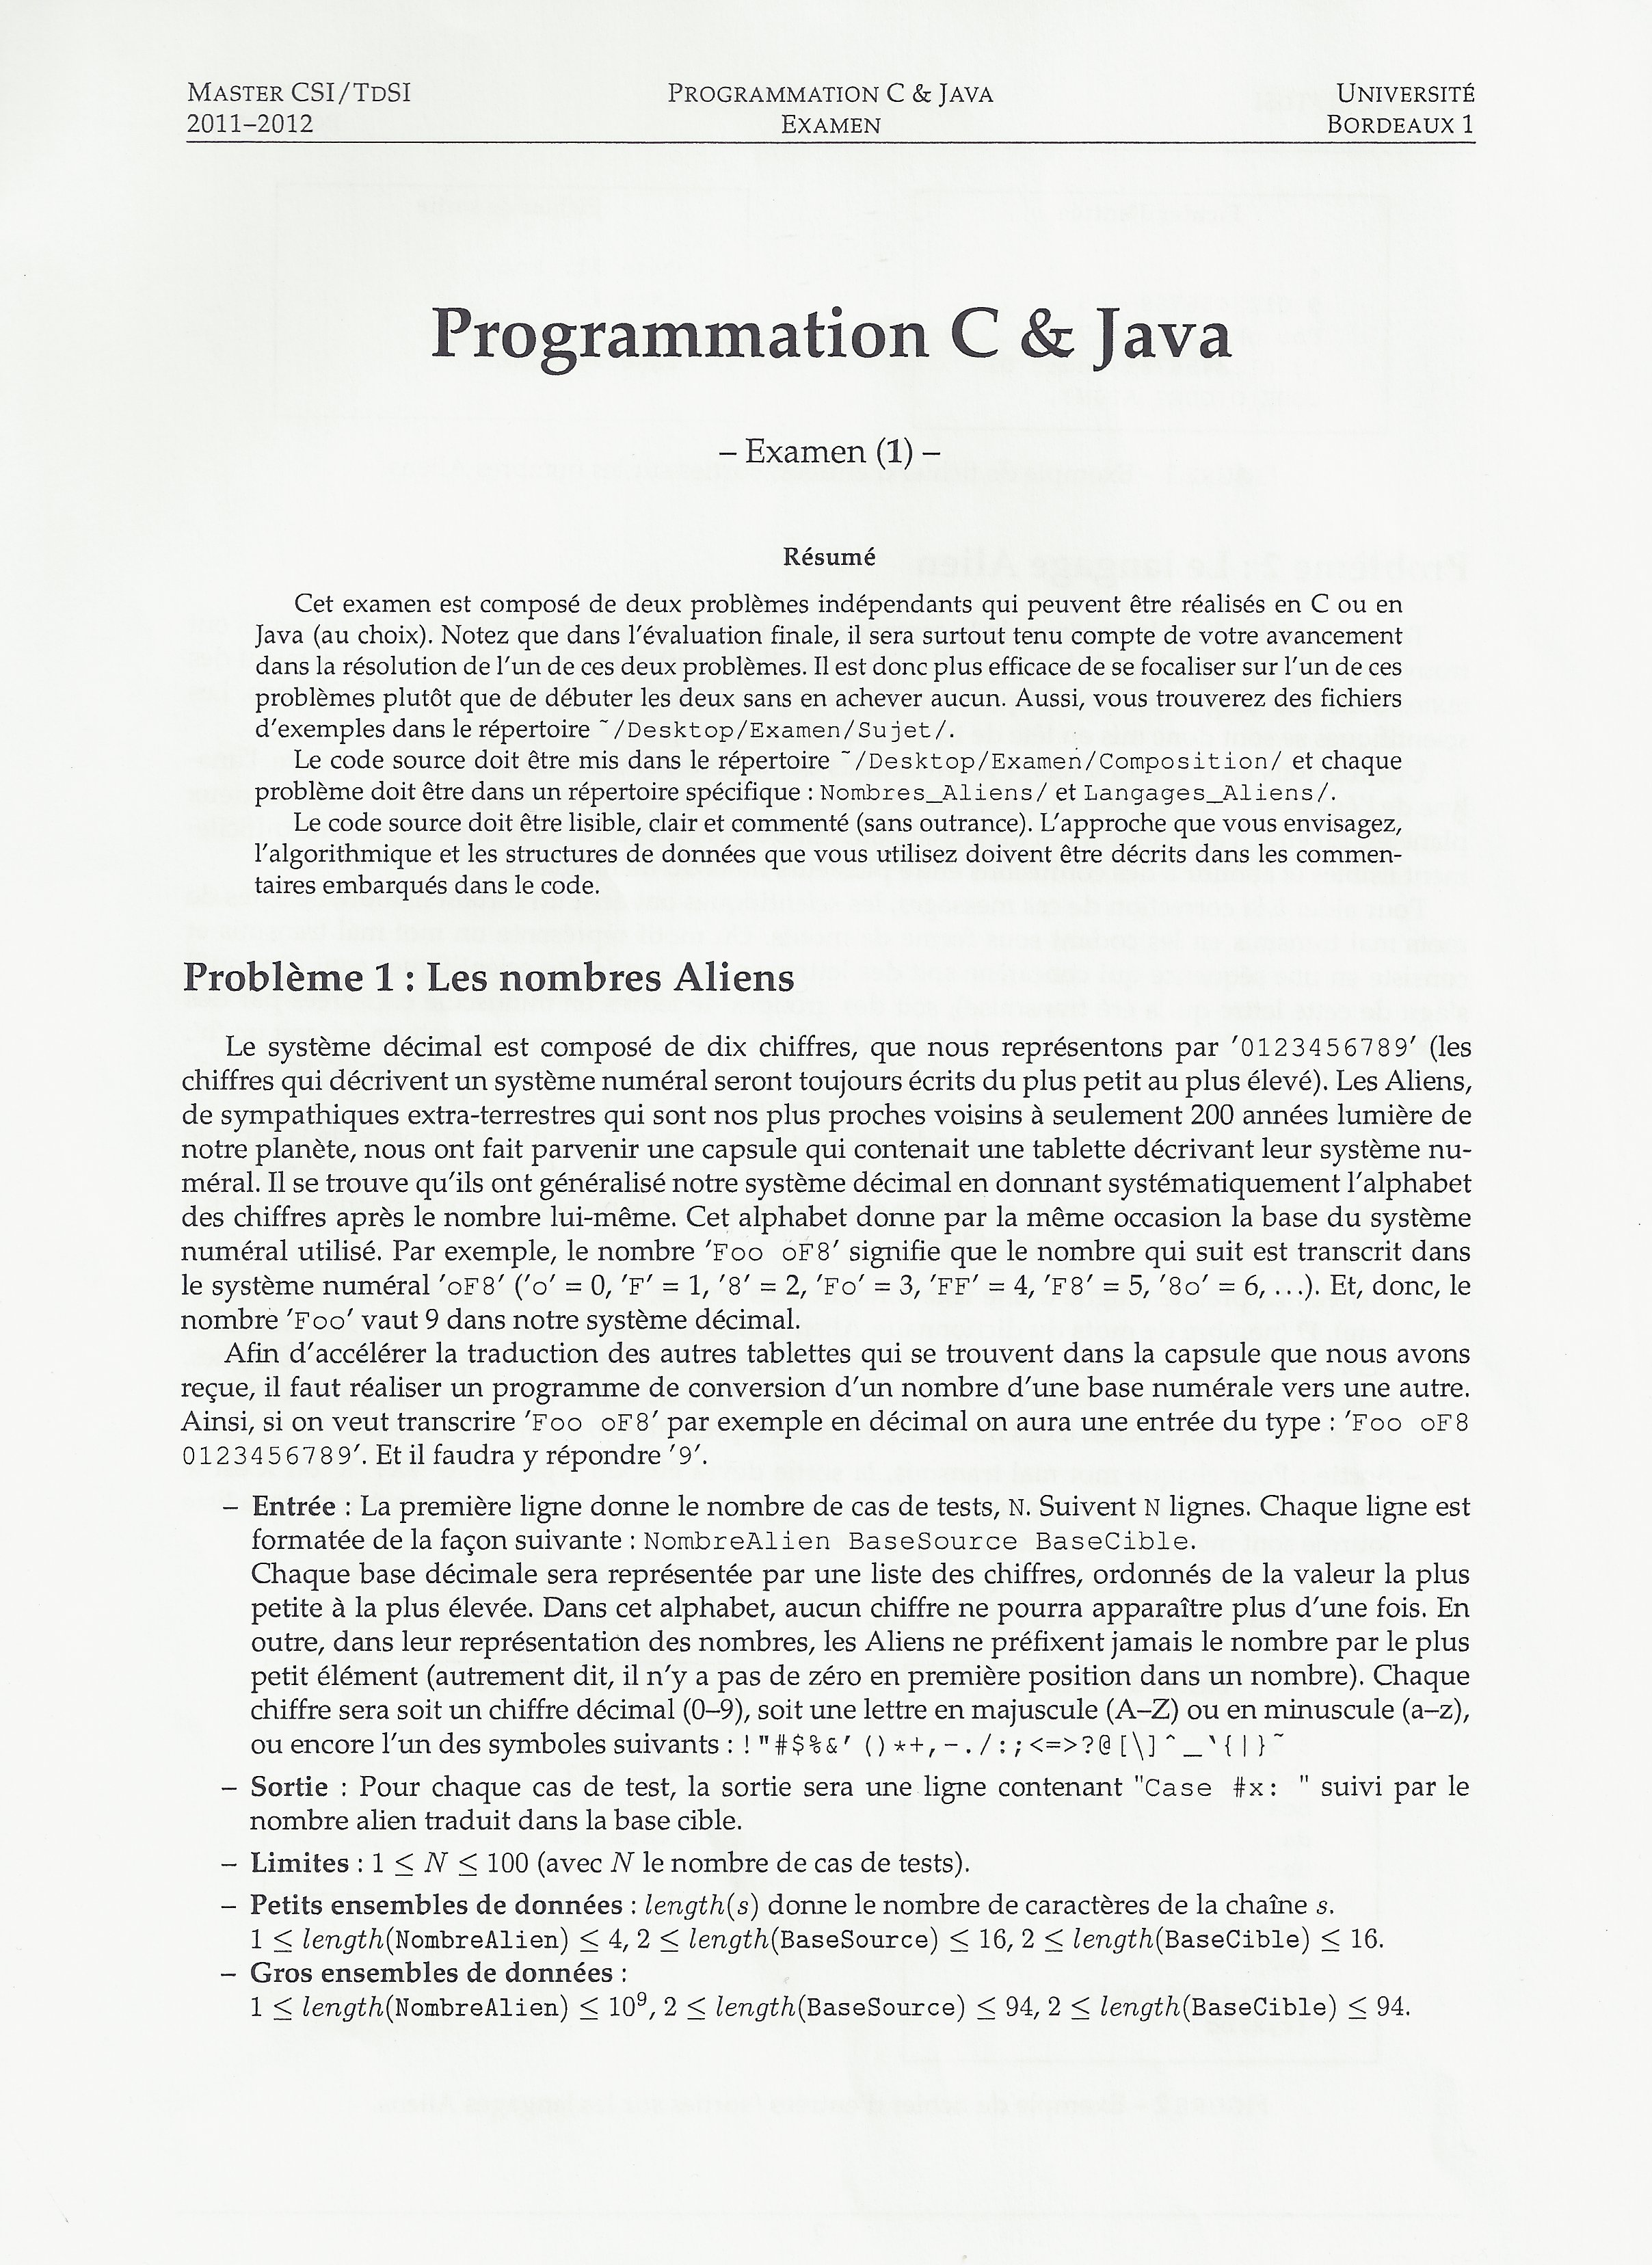 MASTER CSI/TDSI PROGRAMMATION C & JAVA UNIVERSITÉ
2011–2012 EXAMEN BORDEAUX 1
Programmation C & Java
– Examen (1) –
Résumé
Cet examen est composé de deux problèmes indépendants qui peuvent être réalisés en C ou en
Java (au choix). Notez que dans l'évaluation finale, il sera surtout tenu compte de votre avancement
dans la résolution de l'un de ces deux problèmes. Il est donc plus efficace de se focaliser sur l'un de ces
problèmes plutôt que de débuter les deux sans en achever aucun. Aussi, vous trouverez des fichiers
d'exemples dans le répertoire ~/Desktop/Examen/Sujet/.
Le code source doit être mis dans le répertoire ~/Desktop/Examen/Composition/ et chaque
problème doit être dans un répertoire spécifique : Nombres_Aliens/ et Langages_Aliens/.
Le code source doit être lisible, clair et commenté (sans outrance). L'approche que vous envisagez,
l'algorithmique et les structures de données que vous utilisez doivent être décrits dans les commen-
taires embarqués dans le code.
Problème 1 : Les nombres Aliens
Le système décimal est composé de dix chiffres, que nous représentons par '0123456789' (les
chiffres qui décrivent un système numéral seront toujours écrits du plus petit au plus élevé). Les Aliens,
de sympathiques extra-terrestres qui sont nos plus proches voisins à seulement 200 années lumière de
notre planète, nous ont fait parvenir une capsule qui contenait une tablette décrivant leur système nu-
méral. Il se trouve qu'ils ont généralisé notre système décimal en donnant systématiquement l'alphabet
des chiffres après le nombre lui-même. Cet alphabet donne par la même occasion la base du système
numéral utilisé. Par exemple, le nombre 'Foo oF8' signifie que le nombre qui suit est transcrit dans
le système numéral 'oF8' ('o' = 0, 'F' = 1, '8' = 2, 'Fo' = 3, 'FF' = 4, 'F8' = 5, '8o' = 6, ...). Et, donc, le
nombre 'Foo' vaut 9 dans notre système décimal.
Afin d'accélérer la traduction des autres tablettes qui se trouvent dans la capsule que nous avons
reçue, il faut réaliser un programme de conversion d'un nombre d'une base numérale vers une autre.
Ainsi, si on veut transcrire 'Foo oF8' par exemple en décimal on aura une entrée du type : 'Foo oF8
0123456789'. Et il faudra y répondre '9'.
– Entrée : La première ligne donne le nombre de cas de tests, N. Suivent N lignes. Chaque ligne est
formatée de la façon suivante : NombreAlien BaseSource BaseCible.
Chaque base décimale sera représentée par une liste des chiffres, ordonnés de la valeur la plus
petite à la plus élevée. Dans cet alphabet, aucun chiffre ne pourra apparaître plus d'une fois. En
outre, dans leur représentation des nombres, les Aliens ne préfixent jamais le nombre par le plus
petit élément (autrement dit, il n'y a pas de zéro en première position dans un nombre). Chaque
chiffre sera soit un chiffre décimal (0–9), soit une lettre en majuscule (A–Z) ou en minuscule (a–z),
ou encore l'un des symboles suivants : !"#$%&'()*+,-./:;<=>?@[\]^_`{|}~
– Sortie : Pour chaque cas de test, la sortie sera une ligne contenant "Case #x: " suivi par le
nombre alien traduit dans la base cible.
– Limites : 1 ≤ N ≤ 100 (avec N le nombre de cas de tests).
– Petits ensembles de données : length(s) donne le nombre de caractères de la chaîne s.
1 ≤ length(NombreAlien) ≤ 4, 2 ≤ length(BaseSource) ≤ 16, 2 ≤ length(BaseCible) ≤ 16.
– Gros ensembles de données :
1 ≤ length(NombreAlien) ≤ 10⁹, 2 ≤ length(BaseSource) ≤ 94, 2 ≤ length(BaseCible) ≤ 94.